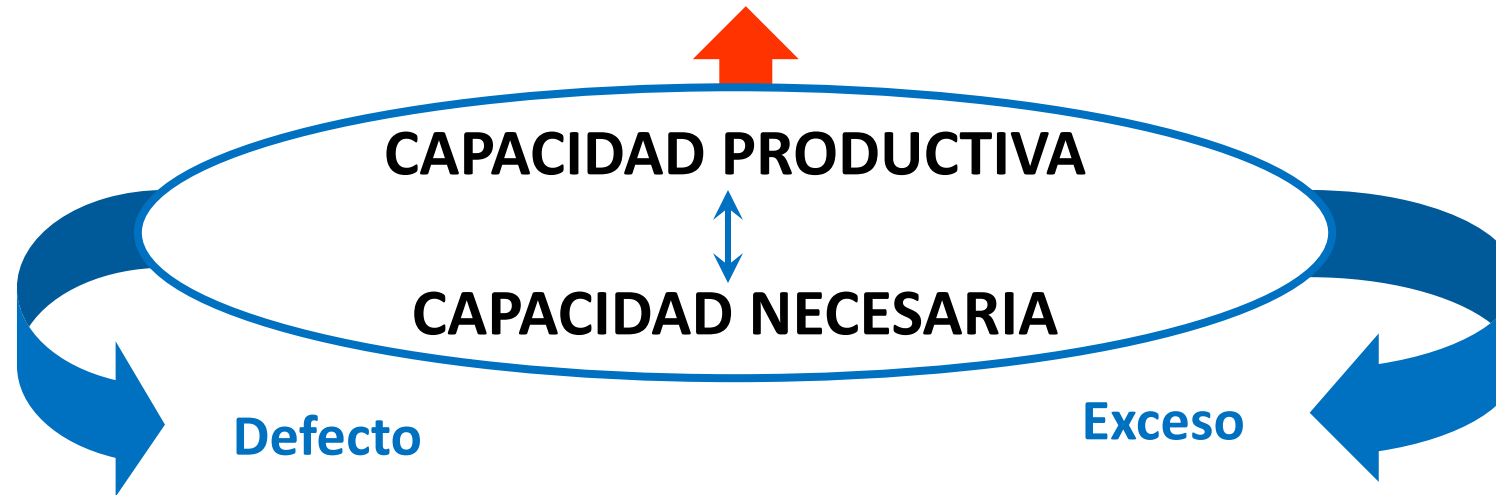 CAPACIDAD PRODUCTIVA
CAPACIDAD NECESARIA
Defecto
Exceso